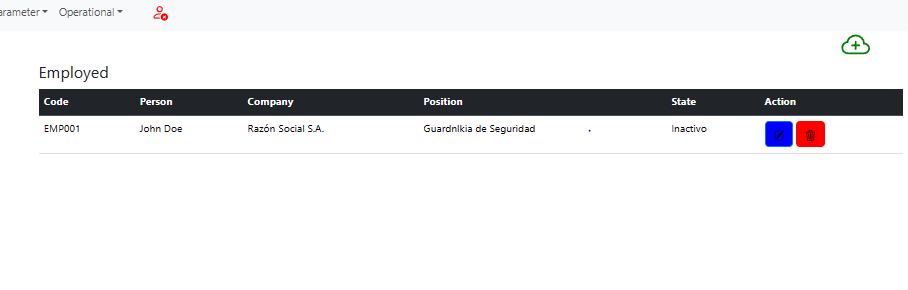 arameter Operational
Employed
Code Person Company Position State Action
EMP001 John Doe Razón Social S.A. Guardnlkia de Seguridad Inactivo